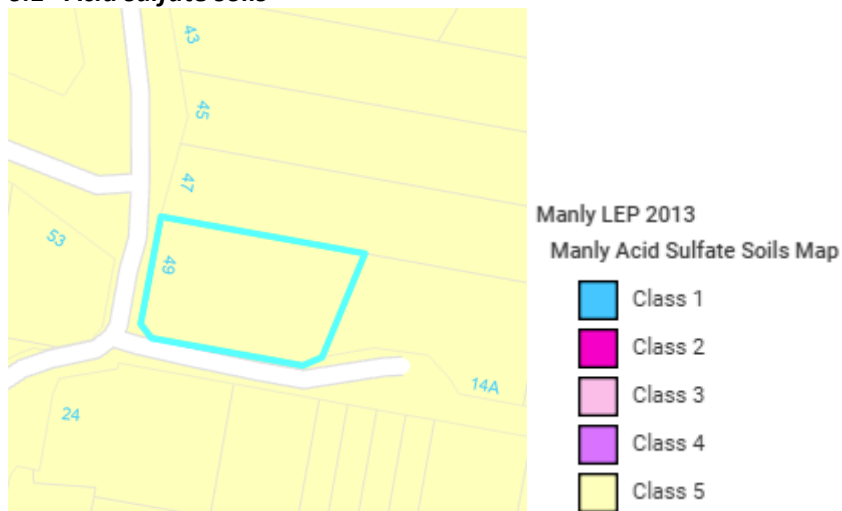 43
45
47
53
49
24
14A
Manly LEP 2013
Manly Acid Sulfate Soils Map
Class 1
Class 2
Class 3
Class 4
Class 5